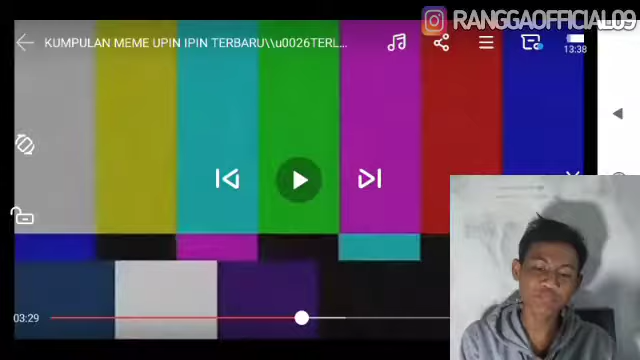 RANGGAOFFICIAL09
KUMPULAN MEME UPIN IPIN TERBARU\\u0026TERL...
13:38
03:29